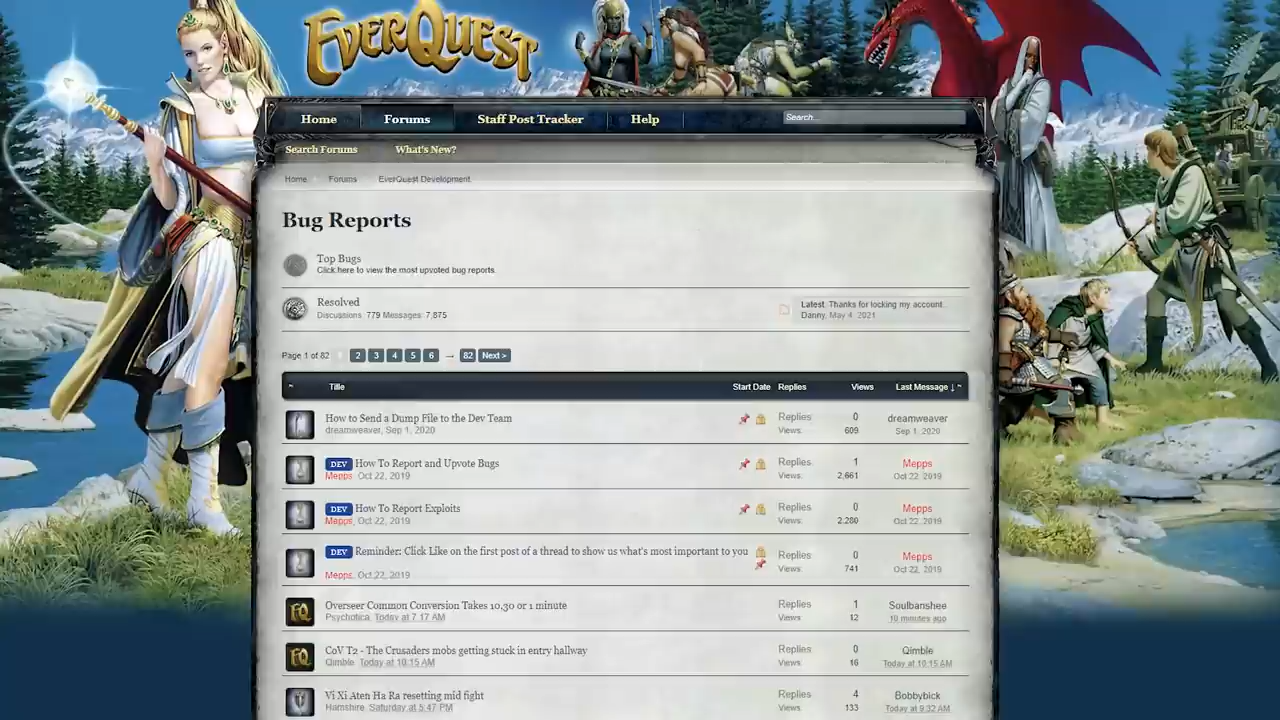 EverQuest
Home Forums Staff Post Tracker Help Search...
Search Forums What's New?
Home Forums EverQuest Development
Bug Reports
Top Bugs
Click here to view the most upvoted bug reports.
Resolved
Discussions: 779 Messages: 7,875
Latest: Thanks for locking my account...
Danny, May 4, 2021
Page 1 of 82 2 3 4 5 6 → 82 Next >
~ Title Start Date Replies Views Last Message ↓ ~
How to Send a Dump File to the Dev Team Replies: 0 dreamweaver
dreamweaver, Sep 1, 2020 Views: 609 Sep 1, 2020
DEV How To Report and Upvote Bugs Replies: 1 Mepps
Mepps, Oct 22, 2019 Views: 2,661 Oct 22, 2019
DEV How To Report Exploits Replies: 0 Mepps
Mepps, Oct 22, 2019 Views: 2,280 Oct 22, 2019
DEV Reminder: Click Like on the first post of a thread to show us what's most important to you Replies: 0 Mepps
Mepps, Oct 22, 2019 Views: 741 Oct 22, 2019
EQ Overseer Common Conversion Takes 10,30 or 1 minute Replies: 1 Soulbanshee
Psychotica, Today at 7:17 AM Views: 12 10 minutes ago
EQ CoV T2 - The Crusaders mobs getting stuck in entry hallway Replies: 0 Qimble
Qimble, Today at 10:15 AM Views: 16 Today at 10:15 AM
Vi Xi Aten Ha Ra resetting mid fight Replies: 4 Bobbybick
Hamshire, Saturday at 5:47 PM Views: 133 Today at 9:32 AM